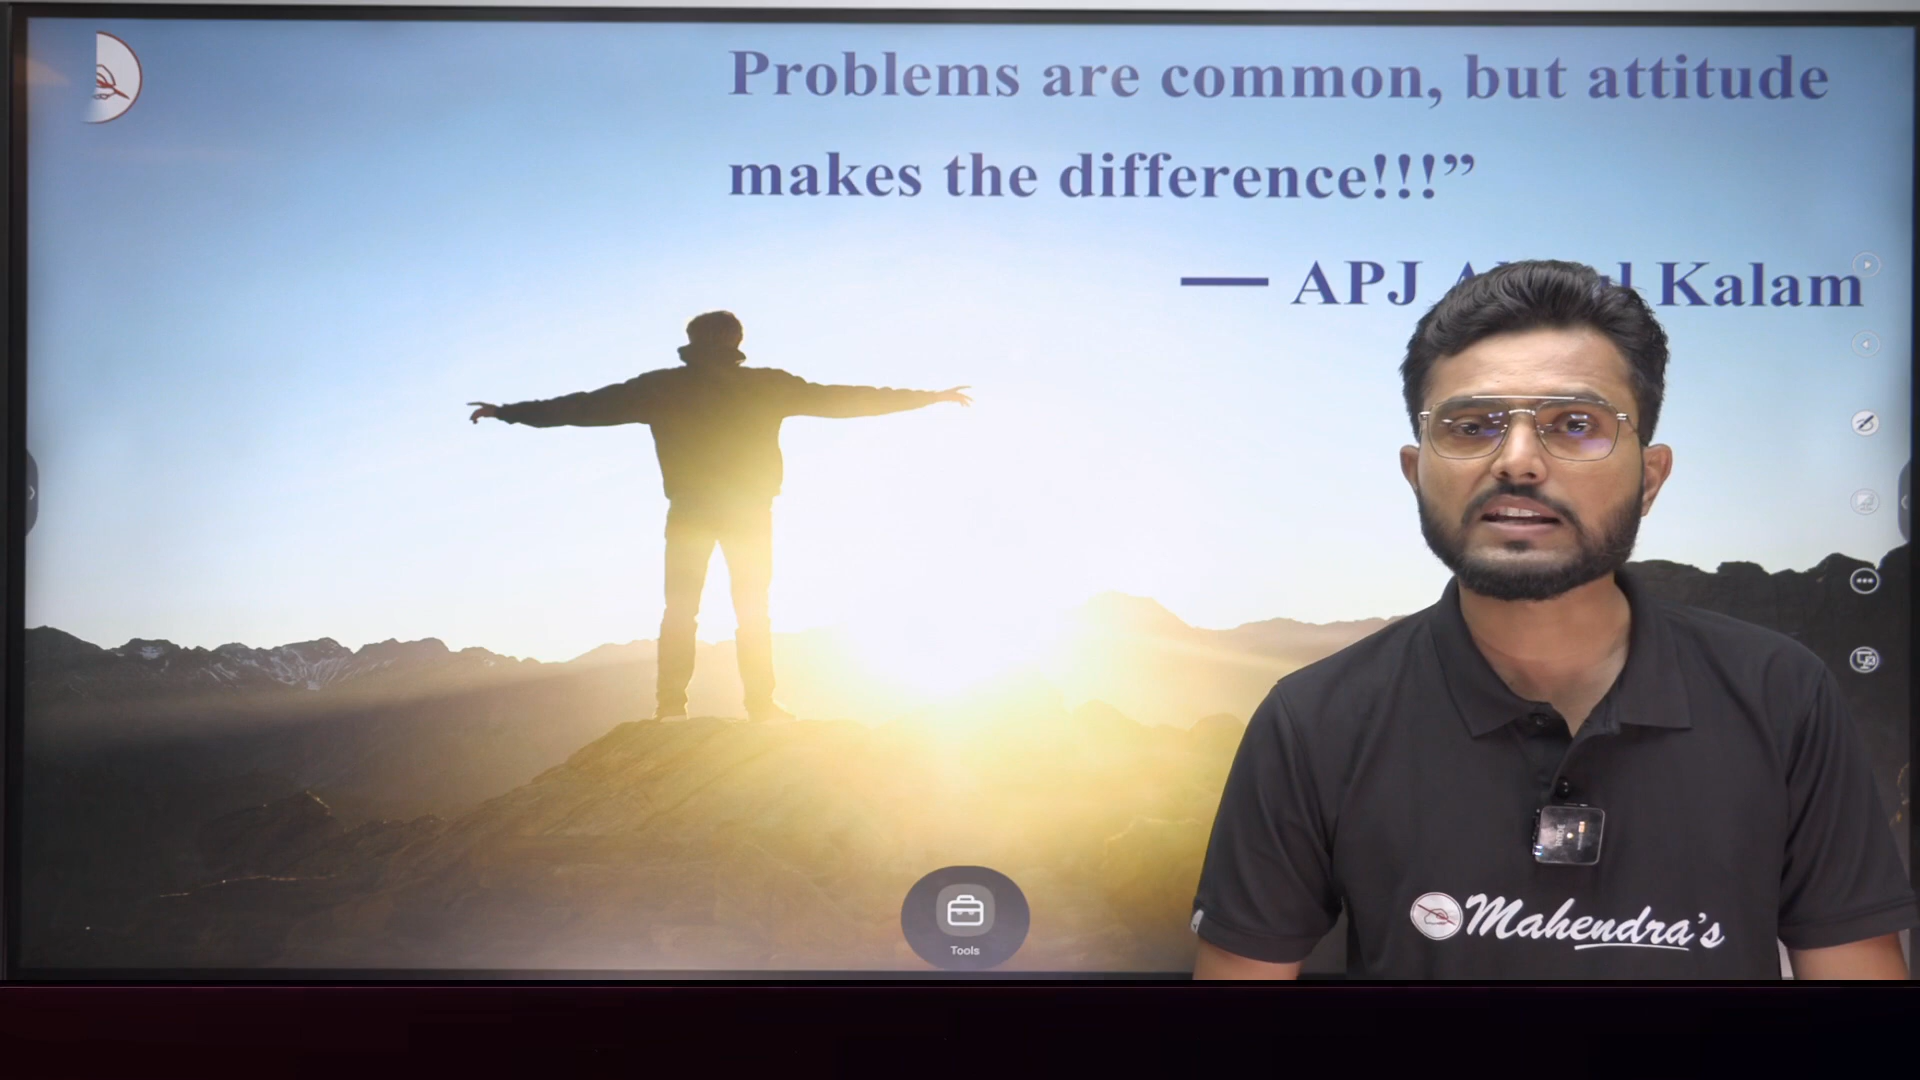 Problems are common, but attitude
makes the difference!!!”
— APJ Kalam
Tools
Mahendra's